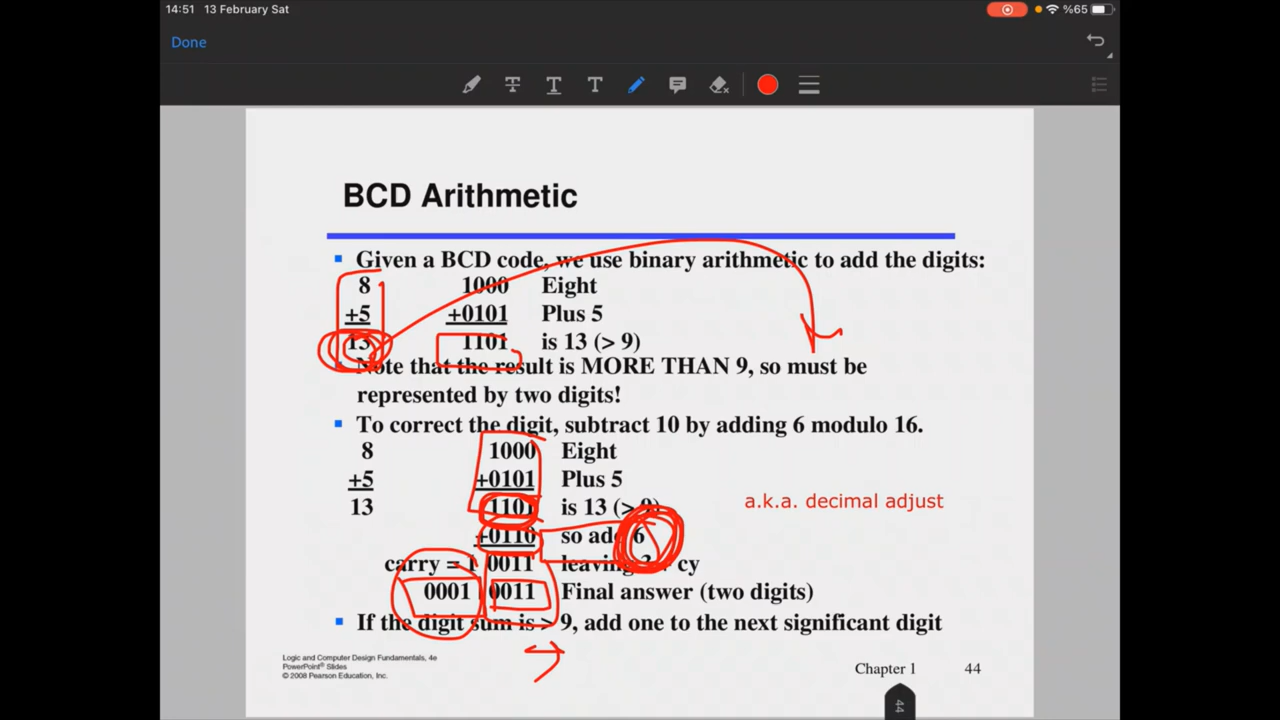 14:51 13 February Sat %65
Done
BCD Arithmetic
Given a BCD code, we use binary arithmetic to add the digits:
8 1000 Eight
+5 +0101 Plus 5
13 1101 is 13 (> 9)
Note that the result is MORE THAN 9, so must be
represented by two digits!
To correct the digit, subtract 10 by adding 6 modulo 16.
8 1000 Eight
+5 +0101 Plus 5
13 1101 is 13 (> 9)
a.k.a. decimal adjust
+0110 so add 6
carry = 1 0011 leaving 3 + cy
0001 0011 Final answer (two digits)
If the digit sum is > 9, add one to the next significant digit
Logic and Computer Design Fundamentals, 4e
PowerPoint® Slides
© 2008 Pearson Education, Inc.
Chapter 1 44
44